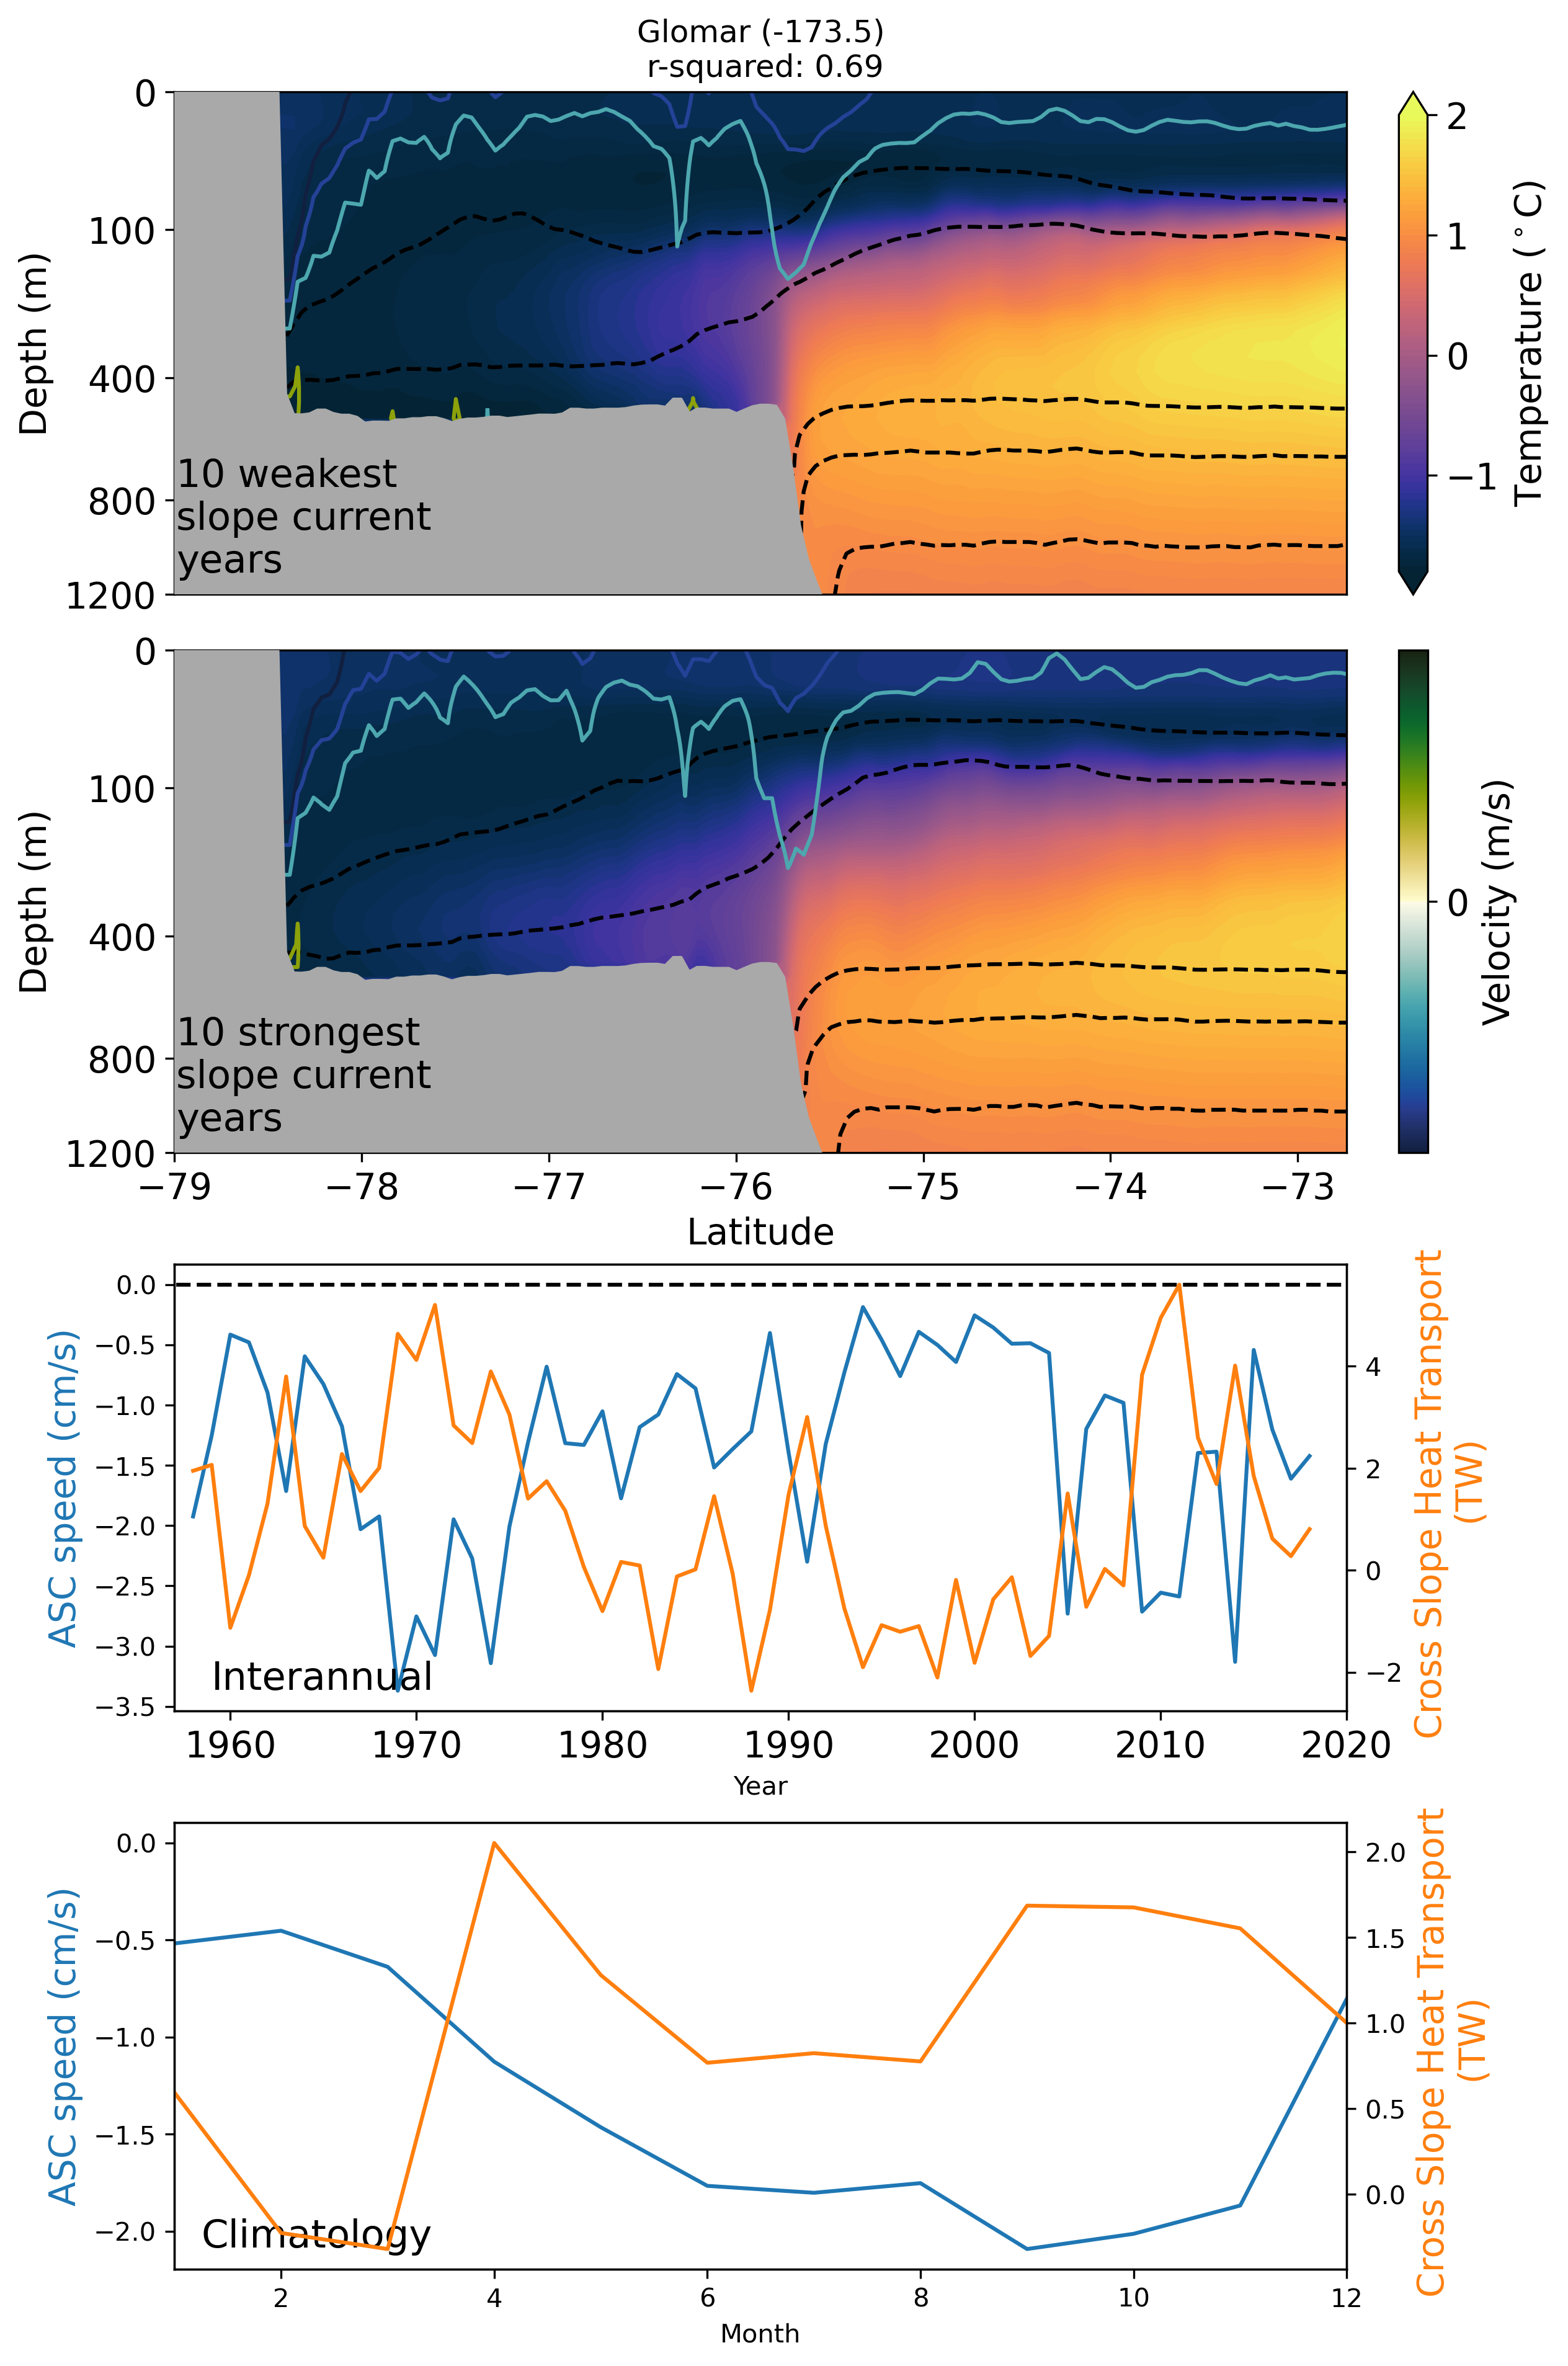 Glomar (-173.5)
r-squared: 0.69
0
100
400
800
1200
Depth (m)
10 weakest
slope current
years
2
1
0
−1
Temperature (°C)
0
100
400
800
1200
Depth (m)
10 strongest
slope current
years
0
Velocity (m/s)
−79 −78 −77 −76 −75 −74 −73
Latitude
0.0
−0.5
−1.0
−1.5
−2.0
−2.5
−3.0
−3.5
ASC speed (cm/s)
Interannual
4
2
0
−2
Cross Slope Heat Transport
(TW)
1960 1970 1980 1990 2000 2010 2020
Year
0.0
−0.5
−1.0
−1.5
−2.0
ASC speed (cm/s)
Climatology
2.0
1.5
1.0
0.5
0.0
Cross Slope Heat Transport
(TW)
2 4 6 8 10 12
Month